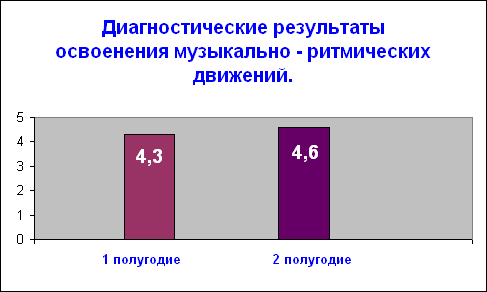 Диагностические результаты
освоенения музыкально - ритмических
движений.
5
4
3
2
1
0
4,3
4,6
1 полугодие
2 полугодие